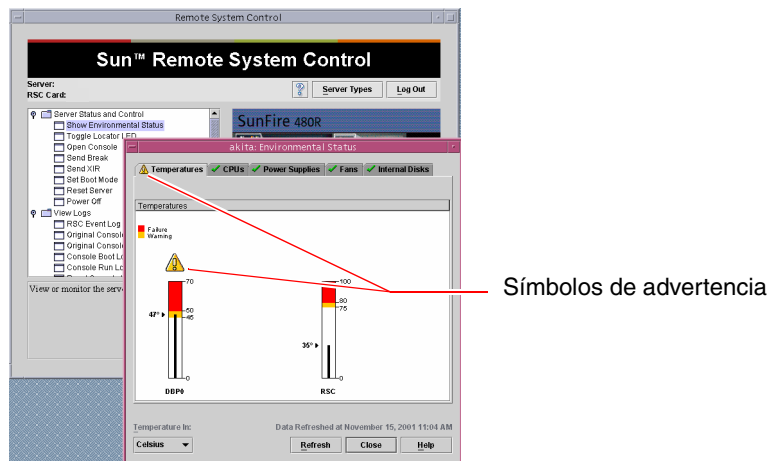 Remote System Control
Sun™ Remote System Control
Server:
RSC Card:
Server Types
Log Out
Server Status and Control
Show Environmental Status
Toggle Locator LED
Open Console
Send Break
Send XIR
Set Boot Mode
Reset Server
Power Off
View Logs
RSC Event Log
Original Consol
Original Consol
Console Boot Lo
Console Run Lo
View or monitor the serv
SunFire 480R
akita: Environmental Status
Temperatures
CPUs
Power Supplies
Fans
Internal Disks
Temperatures
Failure
Warning
70
50
45
0
47°
DBP0
100
80
75
0
35°
RSC
Símbolos de advertencia
Temperature In:
Data Refreshed at November 15, 2001 11:04 AM
Celsius
Refresh
Close
Help